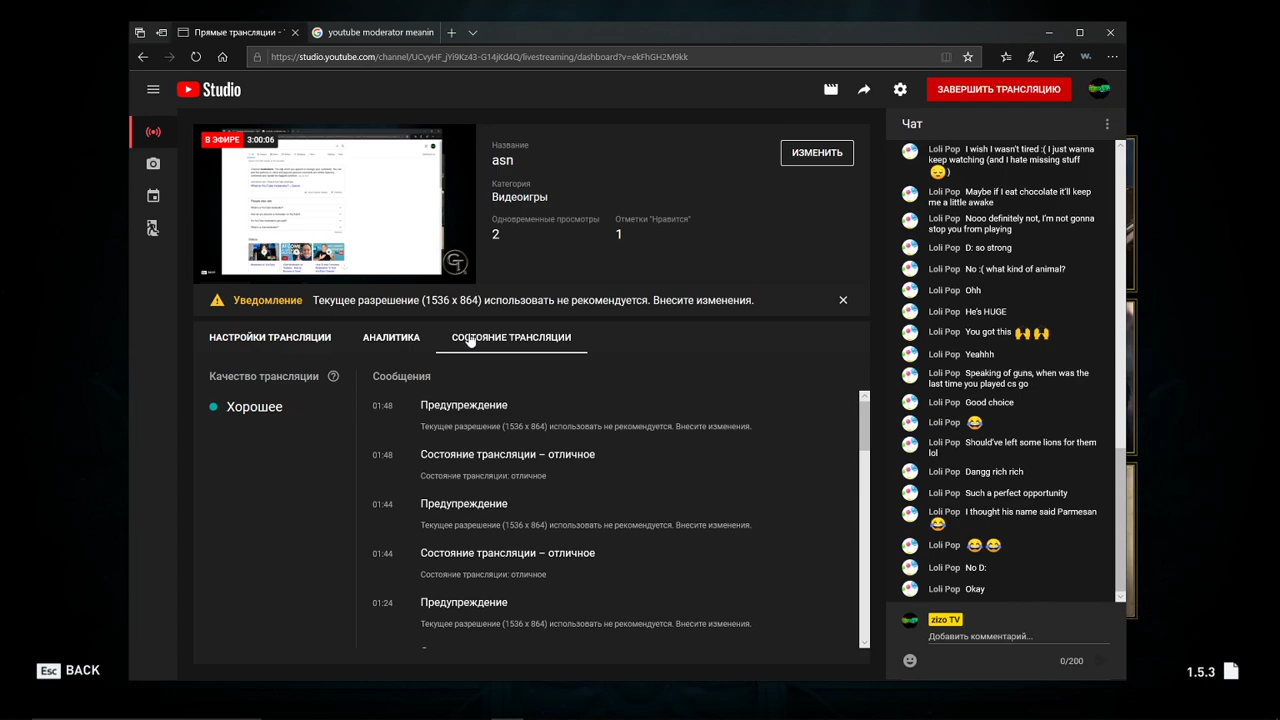 Прямые трансляции -
youtube moderator meanin
https://studio.youtube.com/channel/UCvyHF_jYi9Kz43-G14jKd4Q/livestreaming/dashboard?v=ekFhGH2M9kk
Studio
ЗАВЕРШИТЬ ТРАНСЛЯЦИЮ
В ЭФИРЕ 3:00:06
Название
asn
ИЗМЕНИТЬ
Категория
Видеоигры
Одновременные просмотры
Отметки "Нравится"
2
1
Уведомление Текущее разрешение (1536 x 864) использовать не рекомендуется. Внесите изменения.
НАСТРОЙКИ ТРАНСЛЯЦИИ
АНАЛИТИКА
СОСТОЯНИЕ ТРАНСЛЯЦИИ
Качество трансляции
Хорошее
Сообщения
01:48 Предупреждение
Текущее разрешение (1536 x 864) использовать не рекомендуется. Внесите изменения.
01:48 Состояние трансляции – отличное
Состояние трансляции: отличное
01:44 Предупреждение
Текущее разрешение (1536 x 864) использовать не рекомендуется. Внесите изменения.
01:44 Состояние трансляции – отличное
Состояние трансляции: отличное
01:24 Предупреждение
Текущее разрешение (1536 x 864) использовать не рекомендуется. Внесите изменения.
Чат
Loli Pop I wish I wasn't tired :( I just wanna
keep watching (and I hate missing stuff
Loli Pop Maybe if I eat chocolate it'll keep
me a little awake
Loli Pop Nooo definitely not, I'm not gonna
stop you from playing
Loli Pop D: so strong
Loli Pop No :( what kind of animal?
Loli Pop Ohh
Loli Pop He's HUGE
Loli Pop You got this 🙌 🙌
Loli Pop Yeahhh
Loli Pop Speaking of guns, when was the
last time you played cs go
Loli Pop Good choice
Loli Pop 😂
Loli Pop Should've left some lions for them
lol
Loli Pop Dangg rich rich
Loli Pop Such a perfect opportunity
Loli Pop I thought his name said Parmesan
😂
Loli Pop 😂 😂
Loli Pop No D:
Loli Pop Okay
zizo TV
Добавить комментарий...
0/200
Esc BACK
1.5.3